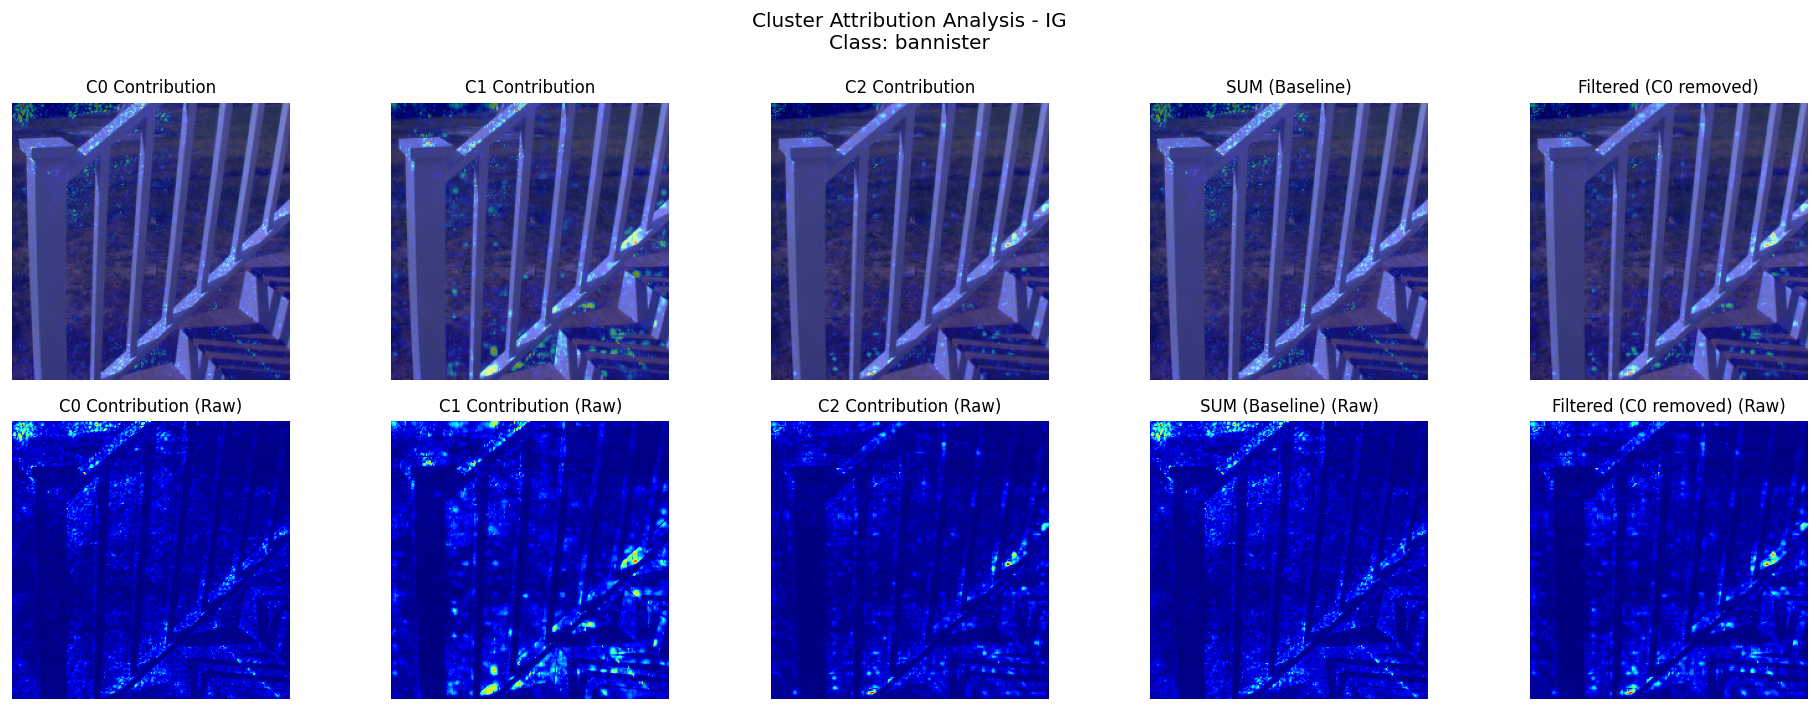 Cluster Attribution Analysis - IG
Class: bannister
C0 Contribution
C1 Contribution
C2 Contribution
SUM (Baseline)
Filtered (C0 removed)
C0 Contribution (Raw)
C1 Contribution (Raw)
C2 Contribution (Raw)
SUM (Baseline) (Raw)
Filtered (C0 removed) (Raw)